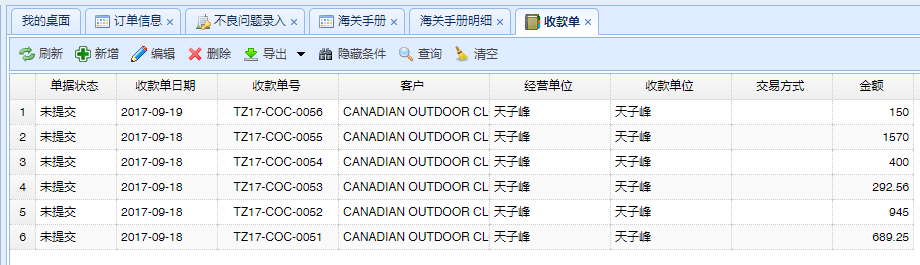 我的桌面 订单信息 × 不良问题录入 × 海关手册 × 海关手册明细 × 收款单 ×
刷新 新增 编辑 删除 导出 隐藏条件 查询 清空
单据状态 收款单日期 收款单号 客户 经营单位 收款单位 交易方式 金额
1 未提交 2017-09-19 TZ17-COC-0056 CANADIAN OUTDOOR CL 天子峰 天子峰 150
2 未提交 2017-09-18 TZ17-COC-0055 CANADIAN OUTDOOR CL 天子峰 天子峰 1570
3 未提交 2017-09-18 TZ17-COC-0054 CANADIAN OUTDOOR CL 天子峰 天子峰 400
4 未提交 2017-09-18 TZ17-COC-0053 CANADIAN OUTDOOR CL 天子峰 天子峰 292.56
5 未提交 2017-09-18 TZ17-COC-0052 CANADIAN OUTDOOR CL 天子峰 天子峰 945
6 未提交 2017-09-18 TZ17-COC-0051 CANADIAN OUTDOOR CL 天子峰 天子峰 689.25